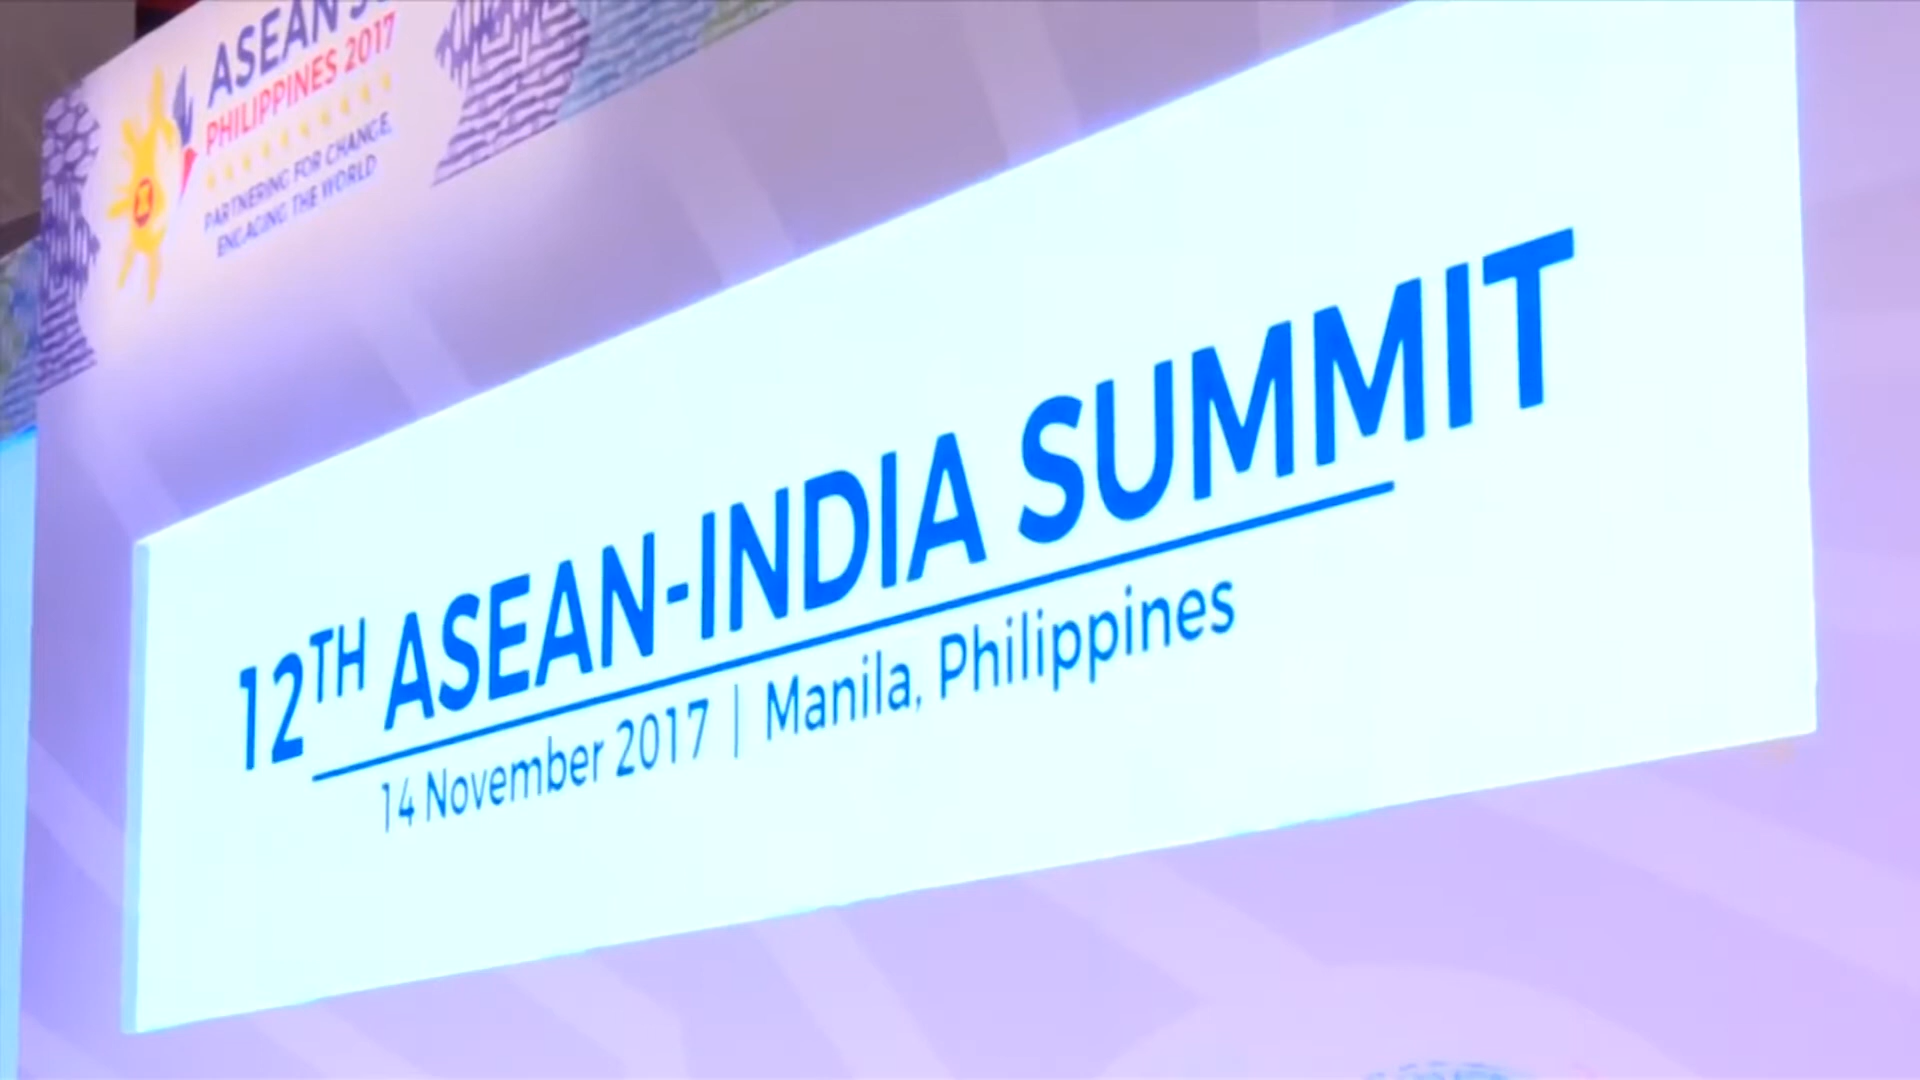 ASEAN
PHILIPPINES 2017
PARTNERING FOR CHANGE,
ENGAGING THE WORLD
12TH ASEAN-INDIA SUMMIT
14 November 2017 | Manila, Philippines